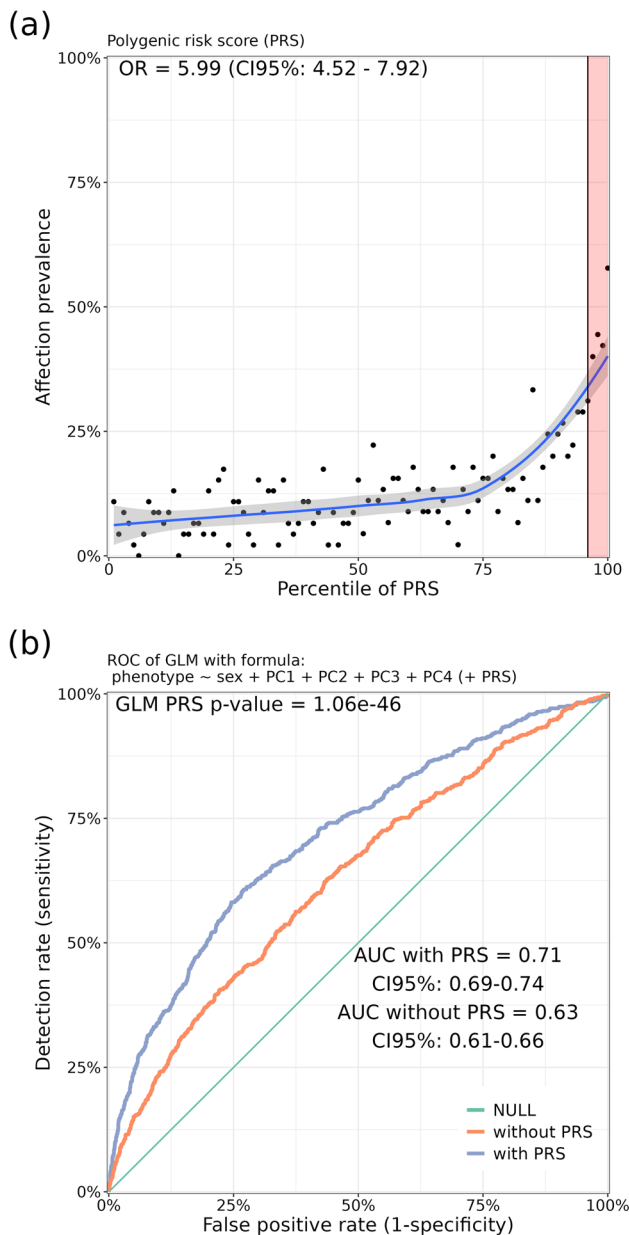 (a)
Polygenic risk score (PRS)
OR = 5.99 (CI95%: 4.52 - 7.92)
100%
75%
50%
25%
0%
Affection prevalence
0
25
50
75
100
Percentile of PRS
(b)
ROC of GLM with formula:
phenotype ~ sex + PC1 + PC2 + PC3 + PC4 (+ PRS)
GLM PRS p-value = 1.06e-46
100%
75%
50%
25%
0%
Detection rate (sensitivity)
AUC with PRS = 0.71
CI95%: 0.69-0.74
AUC without PRS = 0.63
CI95%: 0.61-0.66
NULL
without PRS
with PRS
0%
25%
50%
75%
100%
False positive rate (1-specificity)